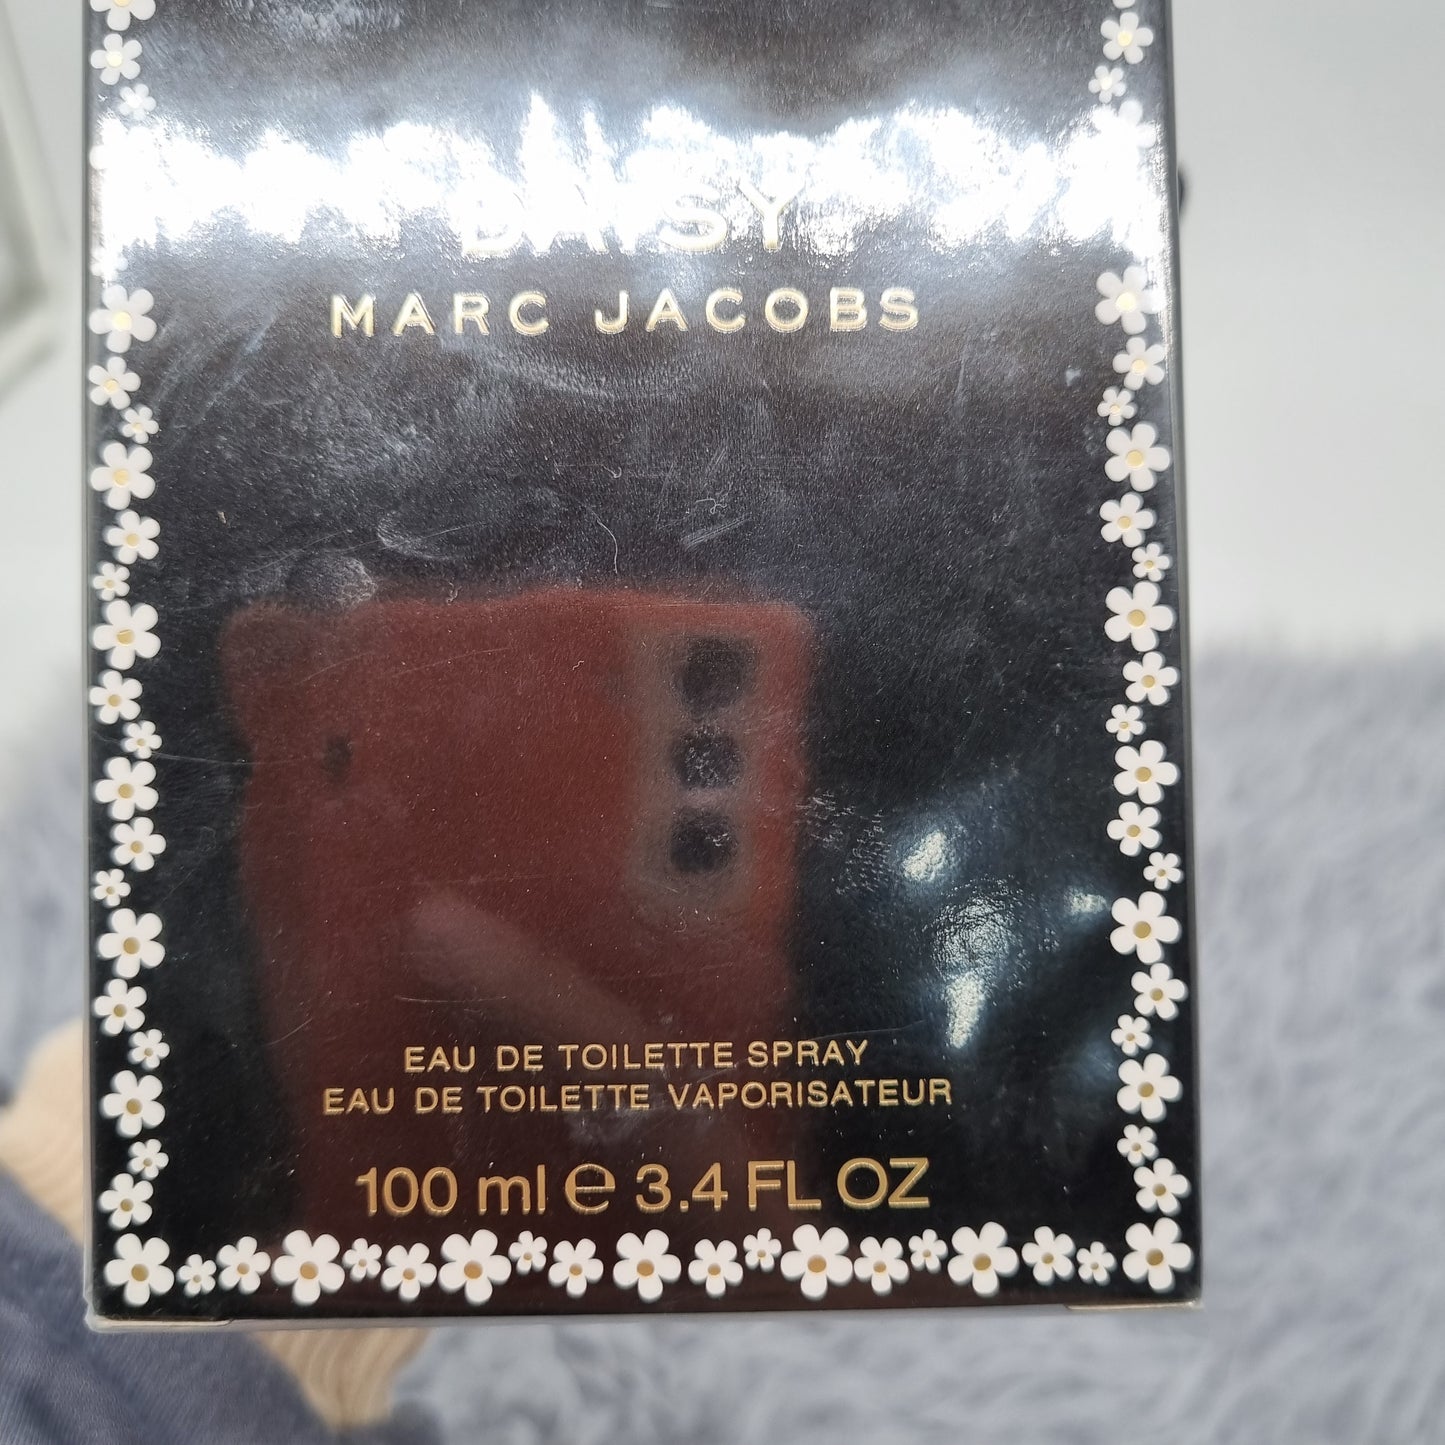 DAISY
MARC JACOBS
EAU DE TOILETTE SPRAY
EAU DE TOILETTE VAPORISATEUR
100 ml ℮ 3.4 FL OZ